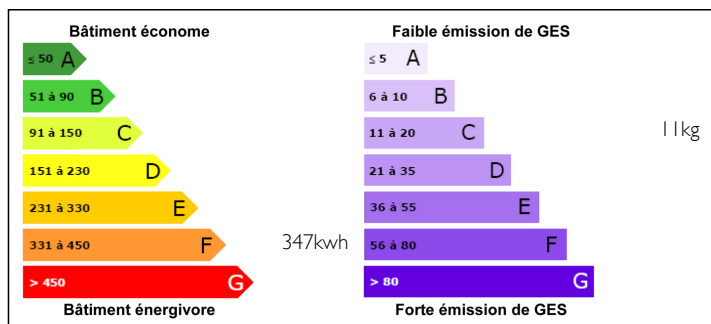 Bâtiment économe
≤ 50 A
51 à 90 B
91 à 150 C
151 à 230 D
231 à 330 E
331 à 450 F
347kwh
> 450 G
Bâtiment énergivore
Faible émission de GES
≤ 5 A
6 à 10 B
11 à 20 C
11kg
21 à 35 D
36 à 55 E
56 à 80 F
> 80 G
Forte émission de GES